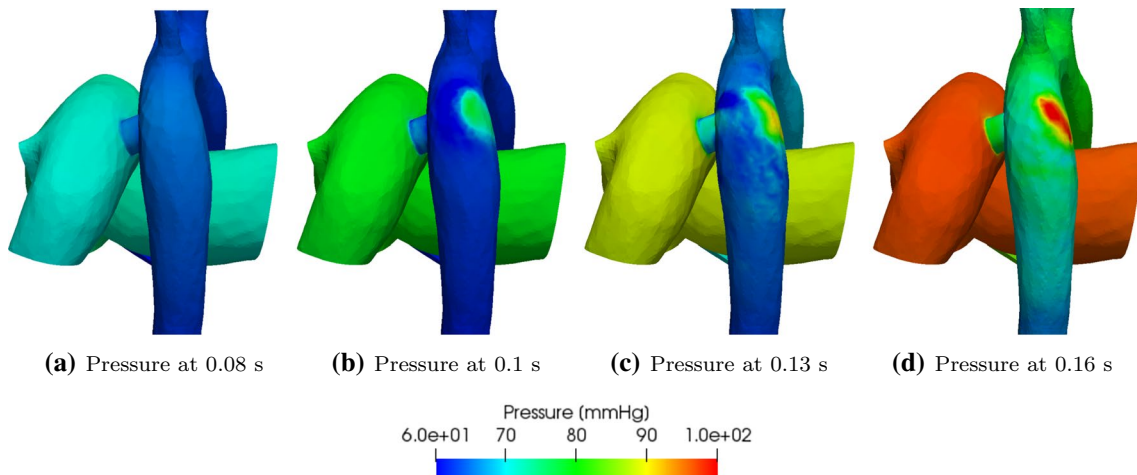 (a) Pressure at 0.08 s (b) Pressure at 0.1 s (c) Pressure at 0.13 s (d) Pressure at 0.16 s
Pressure (mmHg)
6.0e+01 70 80 90 1.0e+02